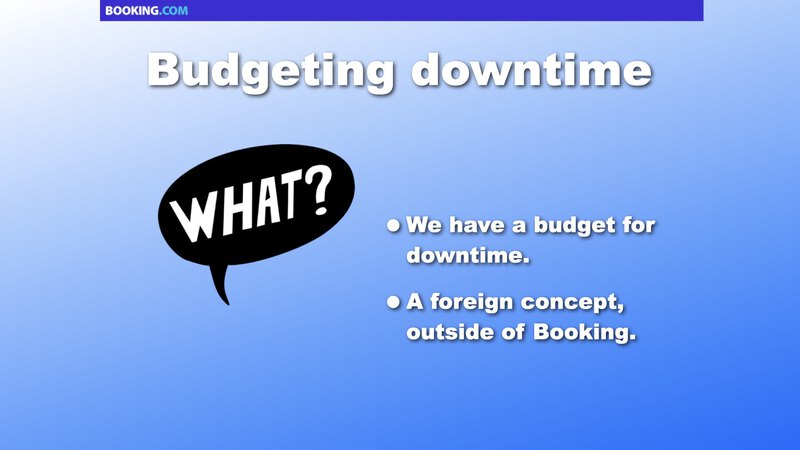 BOOKING.COM
Budgeting downtime
WHAT?
• We have a budget for
downtime.
• A foreign concept,
outside of Booking.